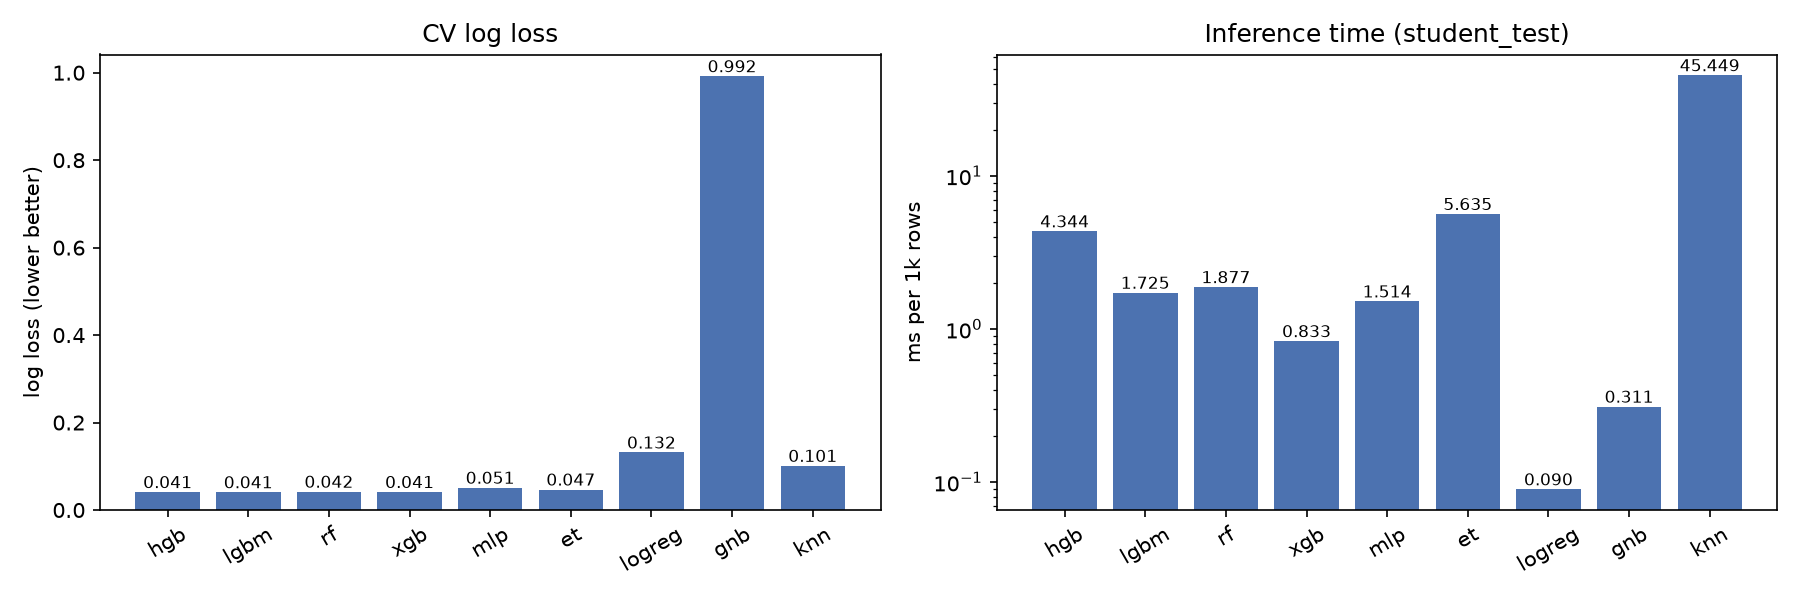 CV log loss
log loss (lower better)
1.0
0.8
0.6
0.4
0.2
0.0
0.041
0.041
0.042
0.041
0.051
0.047
0.132
0.992
0.101
hgb
lgbm
rf
xgb
mlp
et
logreg
gnb
knn
Inference time (student_test)
ms per 1k rows
10¹
10⁰
10⁻¹
4.344
1.725
1.877
0.833
1.514
5.635
0.090
0.311
45.449
hgb
lgbm
rf
xgb
mlp
et
logreg
gnb
knn